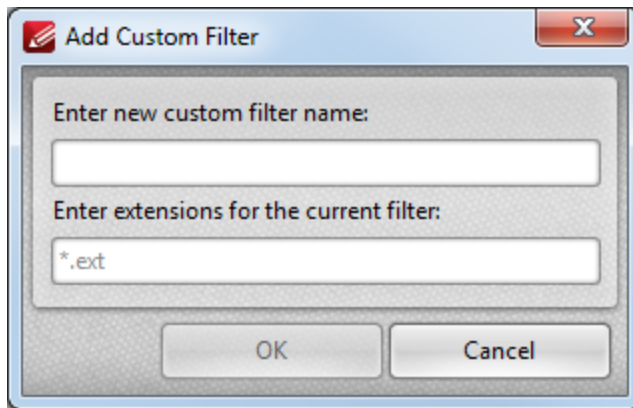 Add Custom Filter
Enter new custom filter name:
Enter extensions for the current filter:
*.ext
OK
Cancel